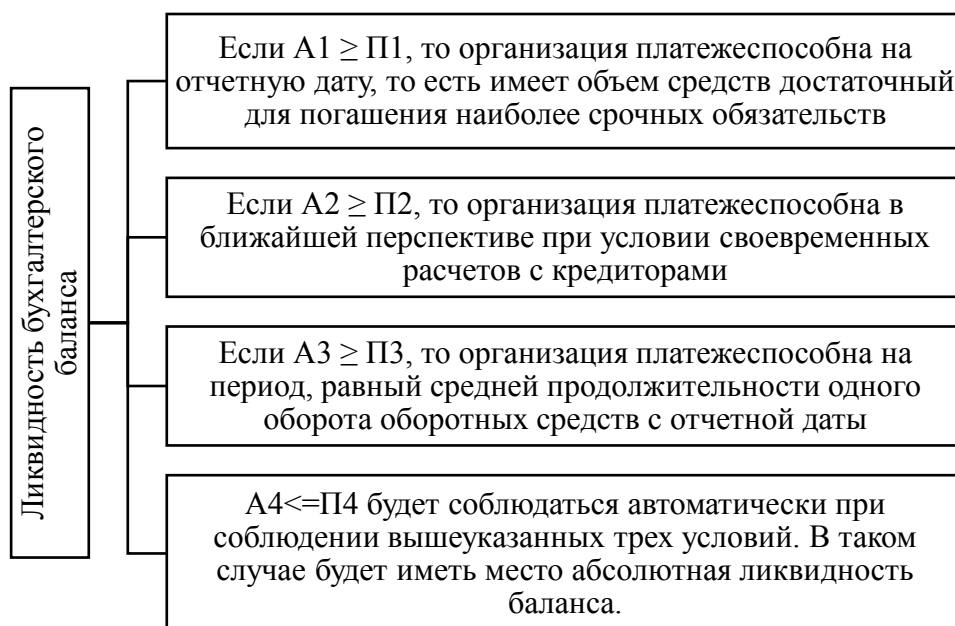 Ликвидность бухгалтерского
баланса
Если А1 ≥ П1, то организация платежеспособна на
отчетную дату, то есть имеет объем средств достаточный
для погашения наиболее срочных обязательств
Если А2 ≥ П2, то организация платежеспособна в
ближайшей перспективе при условии своевременных
расчетов с кредиторами
Если А3 ≥ П3, то организация платежеспособна на
период, равный средней продолжительности одного
оборота оборотных средств с отчетной даты
А4<=П4 будет соблюдаться автоматически при
соблюдении вышеуказанных трех условий. В таком
случае будет иметь место абсолютная ликвидность
баланса.